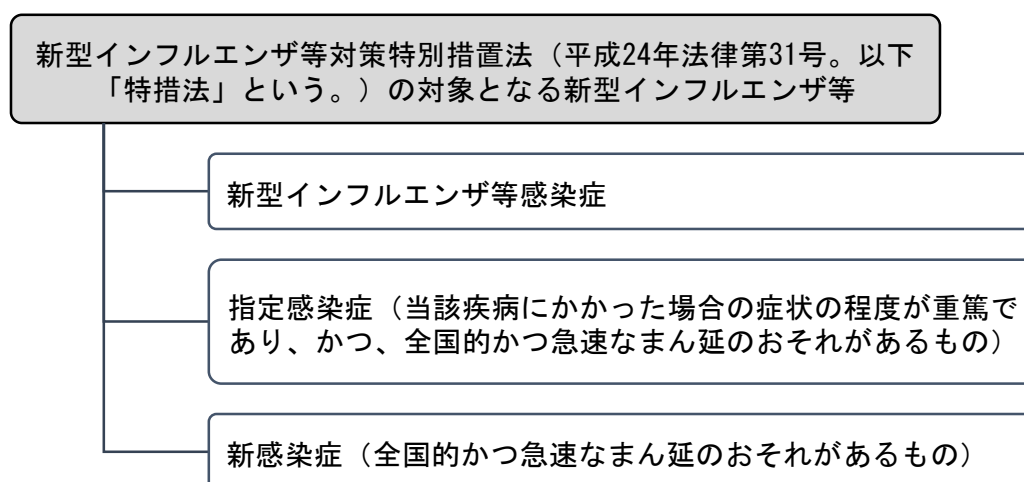 新型インフルエンザ等対策特別措置法（平成24年法律第31号。以下
「特措法」という。）の対象となる新型インフルエンザ等
新型インフルエンザ等感染症
指定感染症（当該疾病にかかった場合の症状の程度が重篤で
あり、かつ、全国的かつ急速なまん延のおそれがあるもの）
新感染症（全国的かつ急速なまん延のおそれがあるもの）